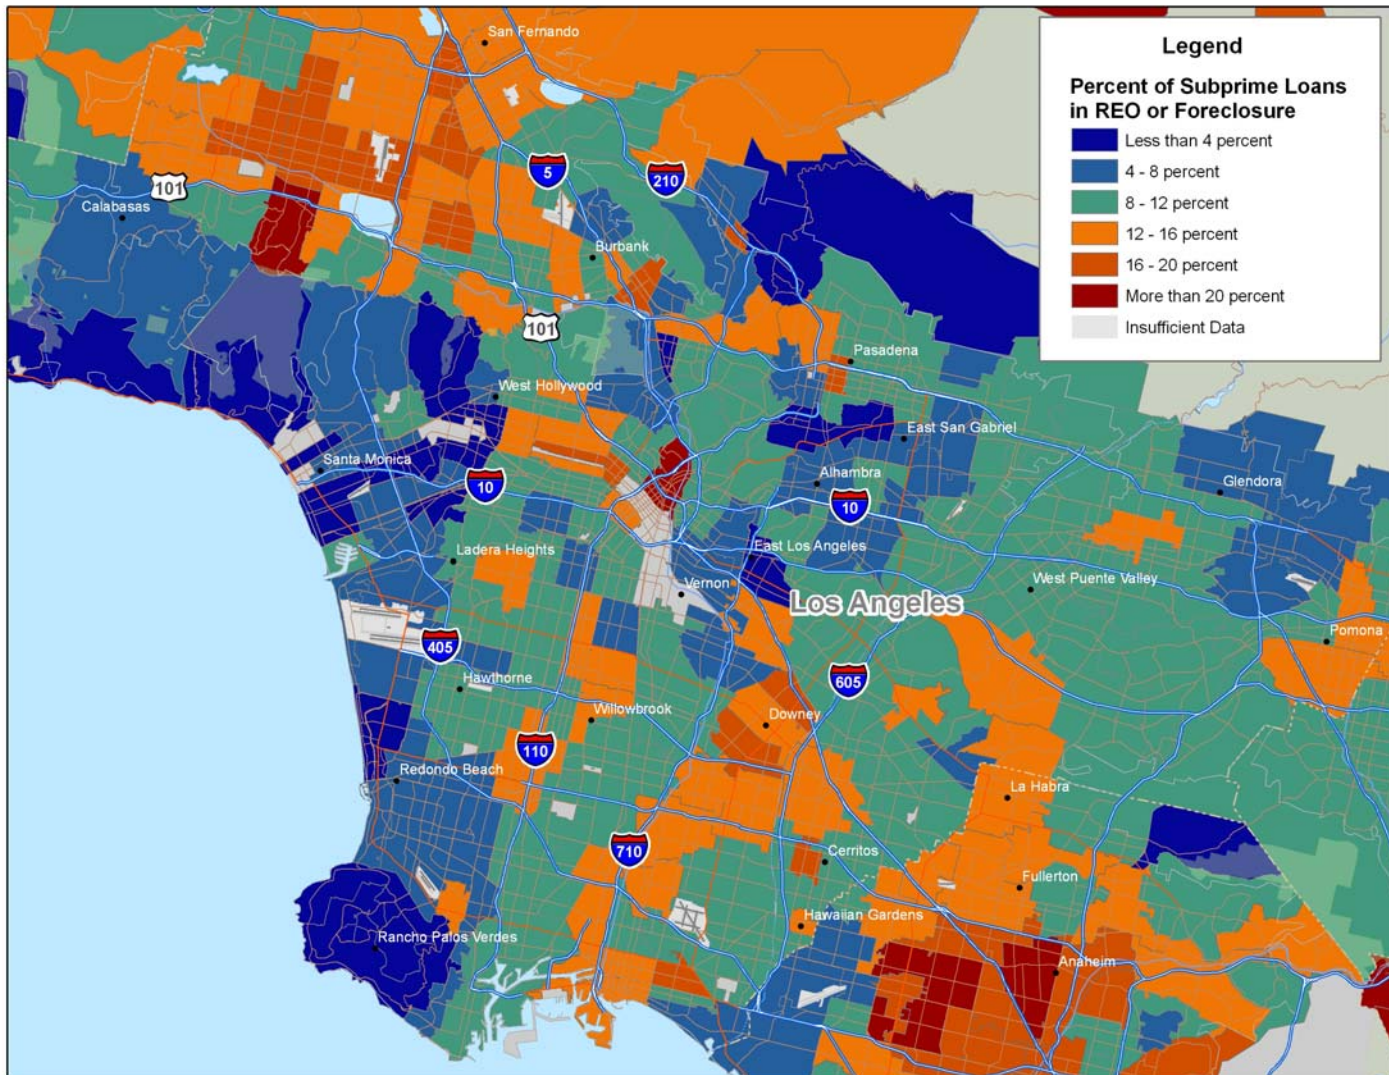 Legend
Percent of Subprime Loans
in REO or Foreclosure
Less than 4 percent
4 - 8 percent
8 - 12 percent
12 - 16 percent
16 - 20 percent
More than 20 percent
Insufficient Data
San Fernando
5
210
101
Calabasas
Burbank
101
Pasadena
West Hollywood
East San Gabriel
Santa Monica
Alhambra
10
10
Glendora
Ladera Heights
East Los Angeles
Vernon
West Puente Valley
Los Angeles
405
Pomona
605
Hawthorne
Willowbrook
Downey
110
Redondo Beach
La Habra
710
Cerritos
Fullerton
Hawaiian Gardens
Rancho Palos Verdes
Anaheim